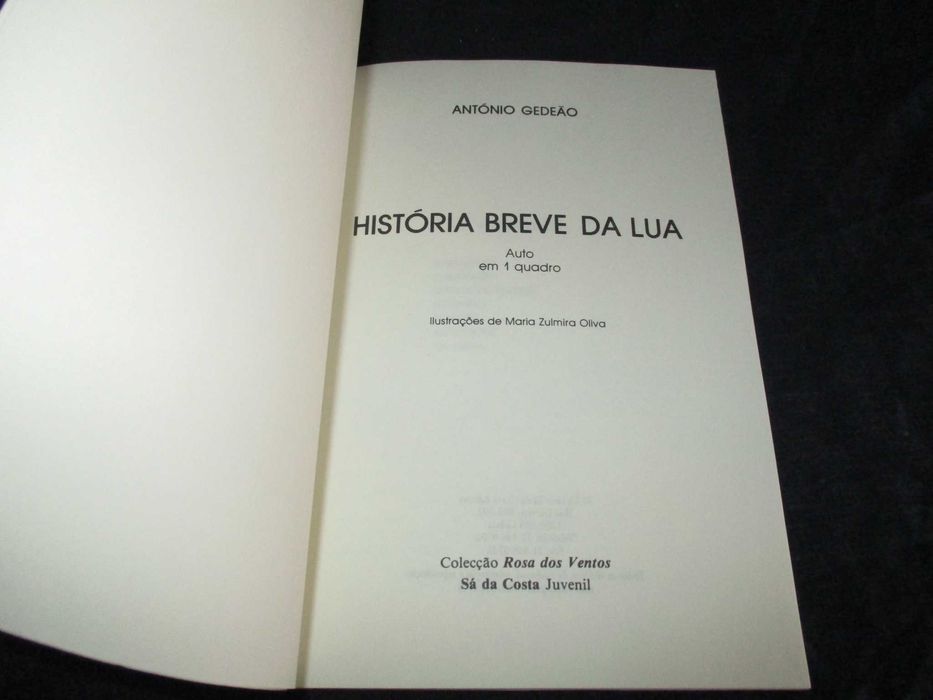 ANTÓNIO GEDEÃO
HISTÓRIA BREVE DA LUA
Auto
em 1 quadro
Ilustrações de Maria Zulmira Oliva
Colecção Rosa dos Ventos
Sá da Costa Juvenil